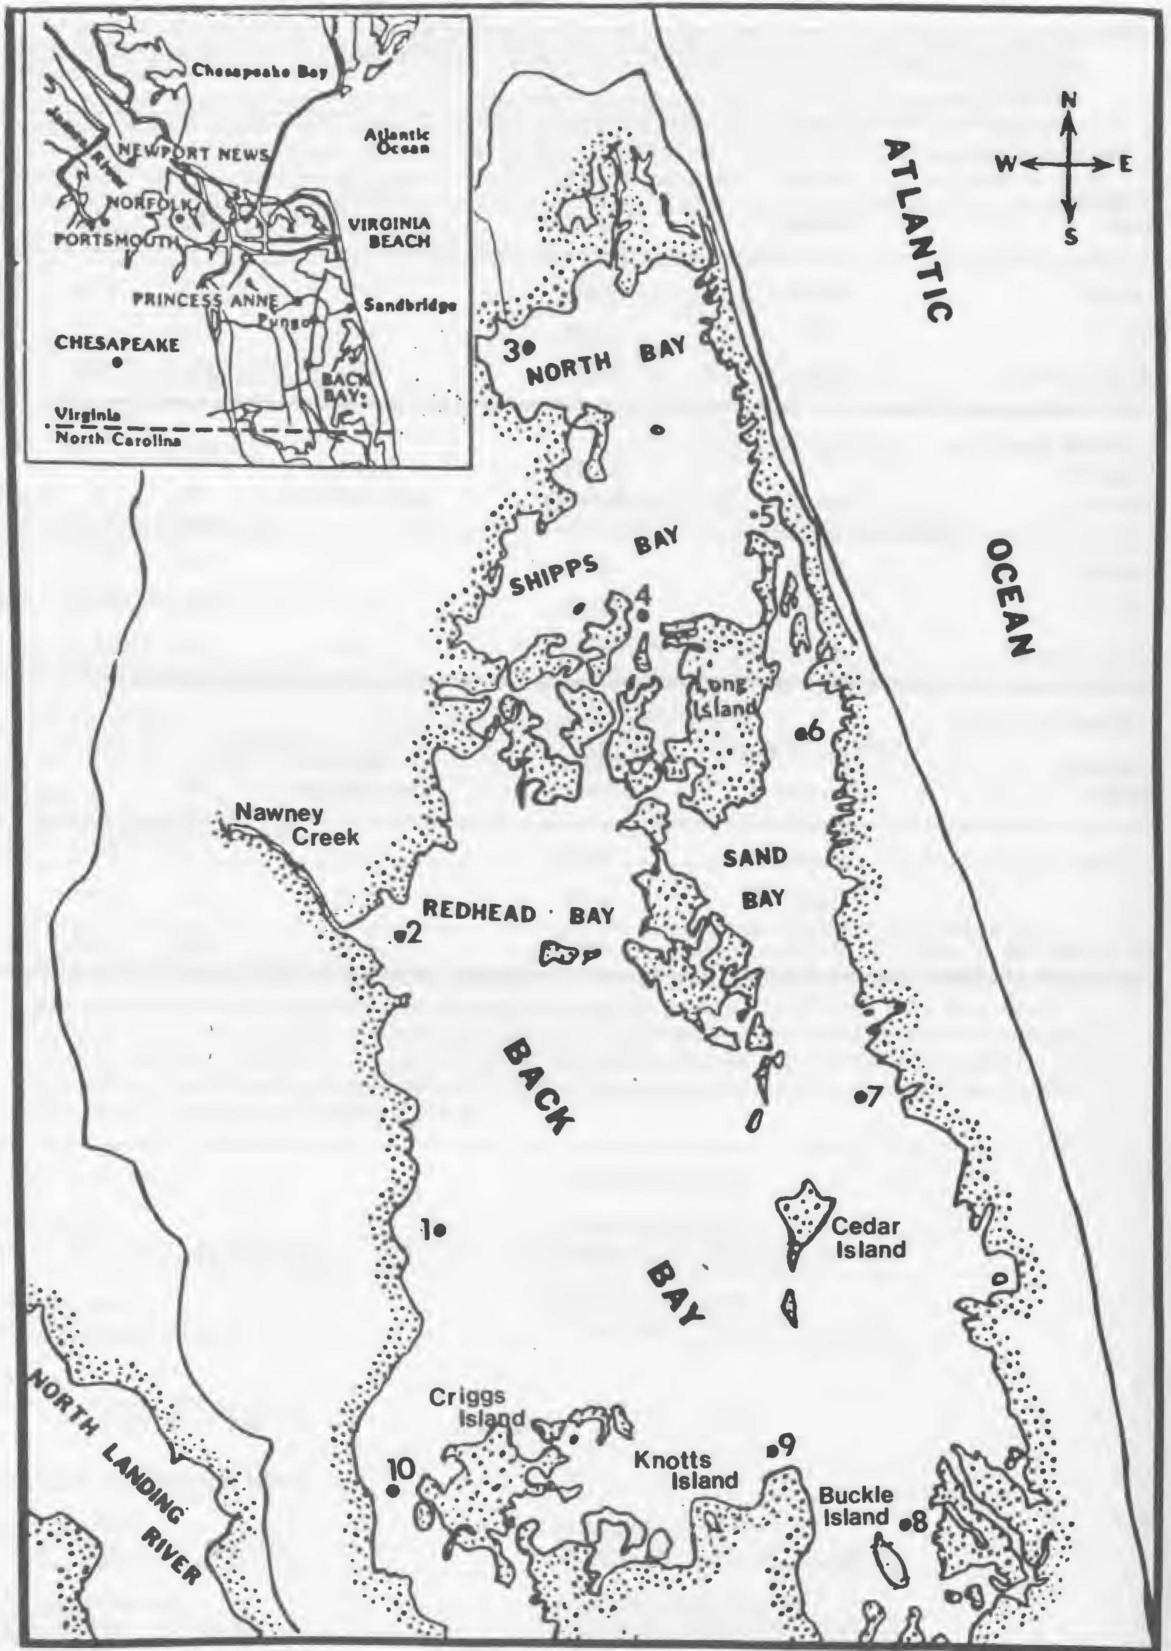 Chesapeake Bay
Atlantic
Ocean
James River
NEWPORT NEWS
NORFOLK
PORTSMOUTH
VIRGINIA
BEACH
PRINCESS ANNE
Pungo
Sandbridge
CHESAPEAKE
BACK
BAY
Virginia
North Carolina
N
W
E
S
ATLANTIC
OCEAN
3
NORTH BAY
5
SHIPPS BAY
4
Long
Island
6
Nawney
Creek
SAND
BAY
REDHEAD BAY
2
BACK
BAY
7
1
Cedar
Island
NORTH LANDING
RIVER
Criggs
Island
10
Knotts
Island
9
Buckle
Island
8